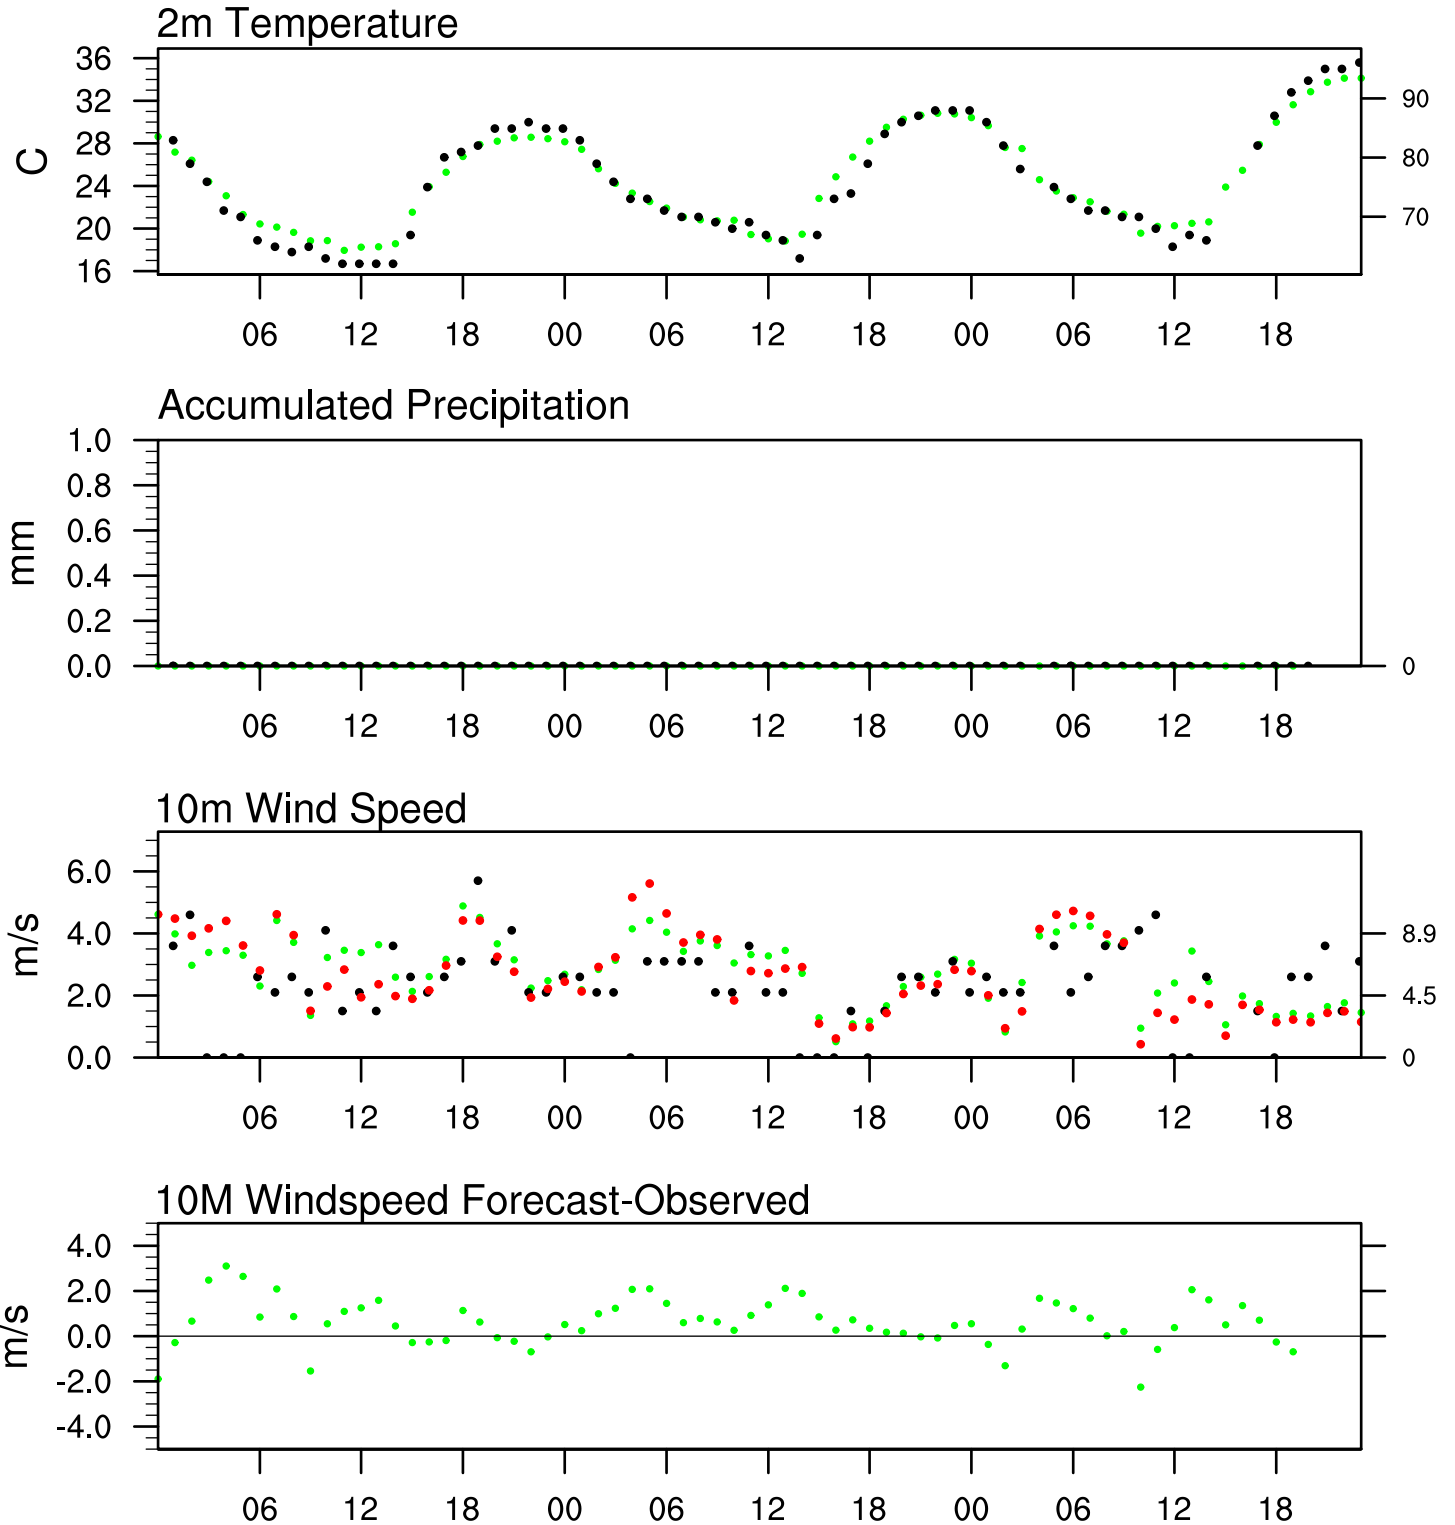 2m Temperature
36
32
28
24
20
16
C
90
80
70
06 12 18 00 06 12 18 00 06 12 18
Accumulated Precipitation
1.0
0.8
0.6
0.4
0.2
0.0
mm
0
06 12 18 00 06 12 18 00 06 12 18
10m Wind Speed
6.0
4.0
2.0
0.0
m/s
8.9
4.5
0
06 12 18 00 06 12 18 00 06 12 18
10M Windspeed Forecast-Observed
4.0
2.0
0.0
-2.0
-4.0
m/s
06 12 18 00 06 12 18 00 06 12 18